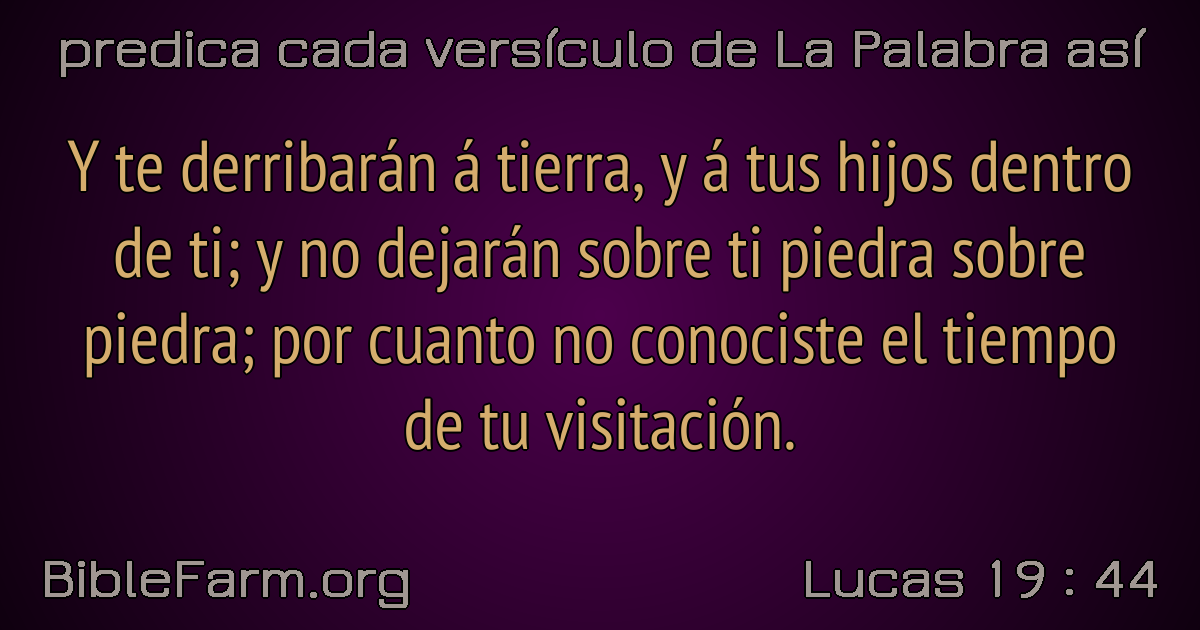 predica cada versículo de La Palabra así
Y te derribarán á tierra, y á tus hijos dentro
de ti; y no dejarán sobre ti piedra sobre
piedra; por cuanto no conociste el tiempo
de tu visitación.
BibleFarm.org
Lucas 19 : 44